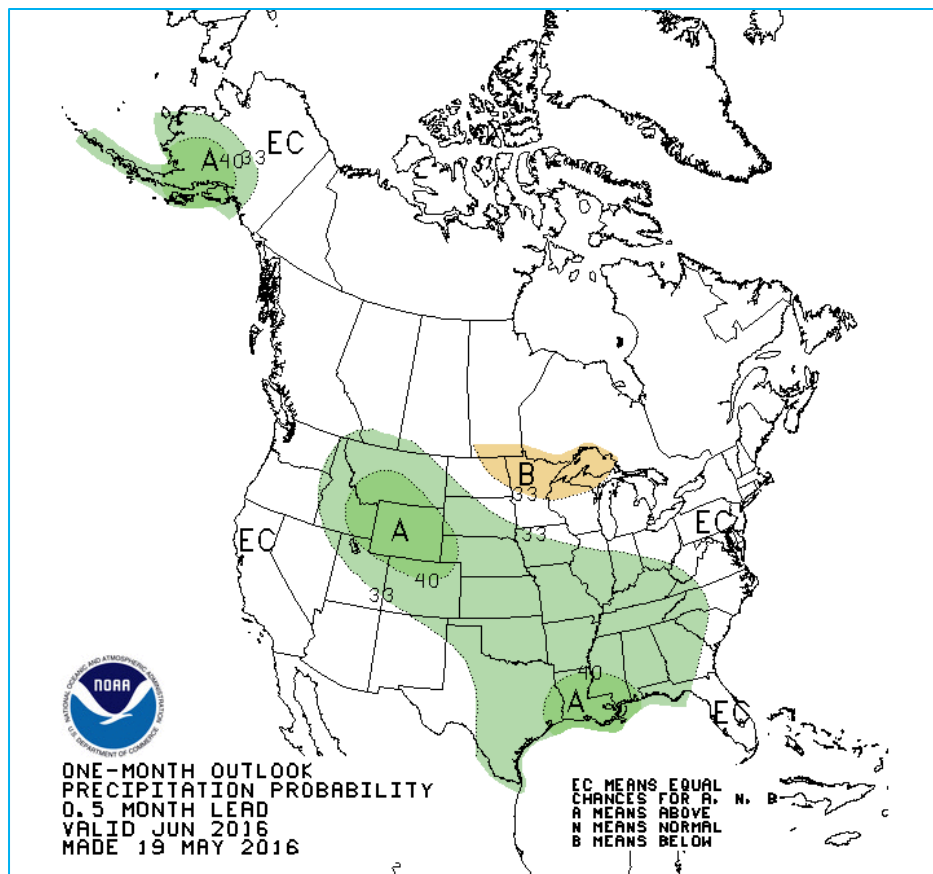 EC
A 40 33
B
33
33
A
EC
EC
40
33
40
A
EC
NATIONAL OCEANIC AND ATMOSPHERIC ADMINISTRATION
NOAA
U.S. DEPARTMENT OF COMMERCE
ONE-MONTH OUTLOOK
PRECIPITATION PROBABILITY
0.5 MONTH LEAD
VALID JUN 2016
MADE 19 MAY 2016
EC MEANS EQUAL
CHANCES FOR A, N, B
A MEANS ABOVE
N MEANS NORMAL
B MEANS BELOW